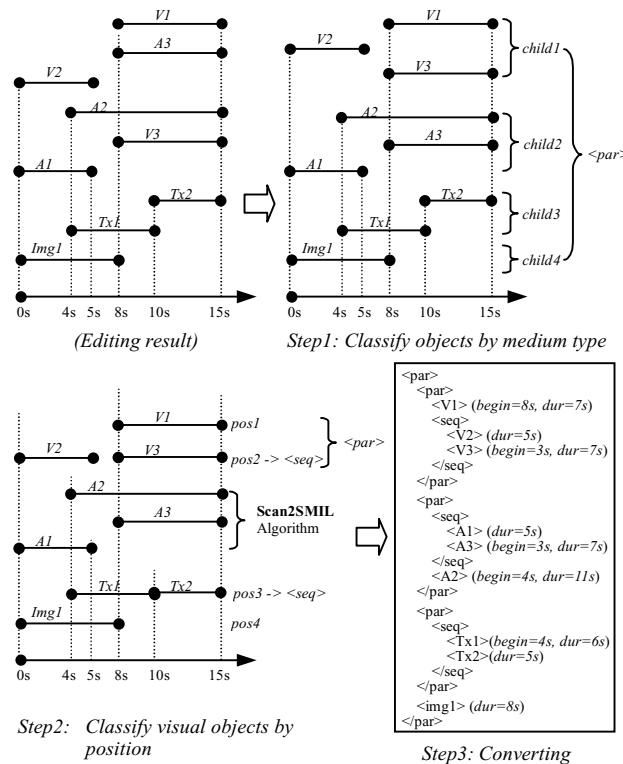 V1
A3
V2
A2
V3
A1
Tx2
Tx1
Img1
0s 4s 5s 8s 10s 15s
(Editing result)
V1
V2
V3
child1
A2
A3
child2
A1
<par>
Tx2
child3
Tx1
Img1
child4
0s 4s 5s 8s 10s 15s
Step1: Classify objects by medium type
V1 pos1
<par>
V2 V3 pos2 -> <seq>
A2
Scan2SMIL
A3 Algorithm
A1
Tx1 Tx2 pos3 -> <seq>
Img1 pos4
0s 4s 5s 8s 10s 15s
Step2: Classify visual objects by
position
<par>
<par>
<V1> (begin=8s, dur=7s)
<seq>
<V2> (dur=5s)
<V3> (begin=3s, dur=7s)
</seq>
</par>
<par>
<seq>
<A1> (dur=5s)
<A3> (begin=3s, dur=7s)
</seq>
<A2> (begin=4s, dur=11s)
</par>
<par>
<seq>
<Tx1>(begin=4s, dur=6s)
<Tx2>(dur=5s)
</seq>
</par>
<img1> (dur=8s)
</par>
Step3: Converting